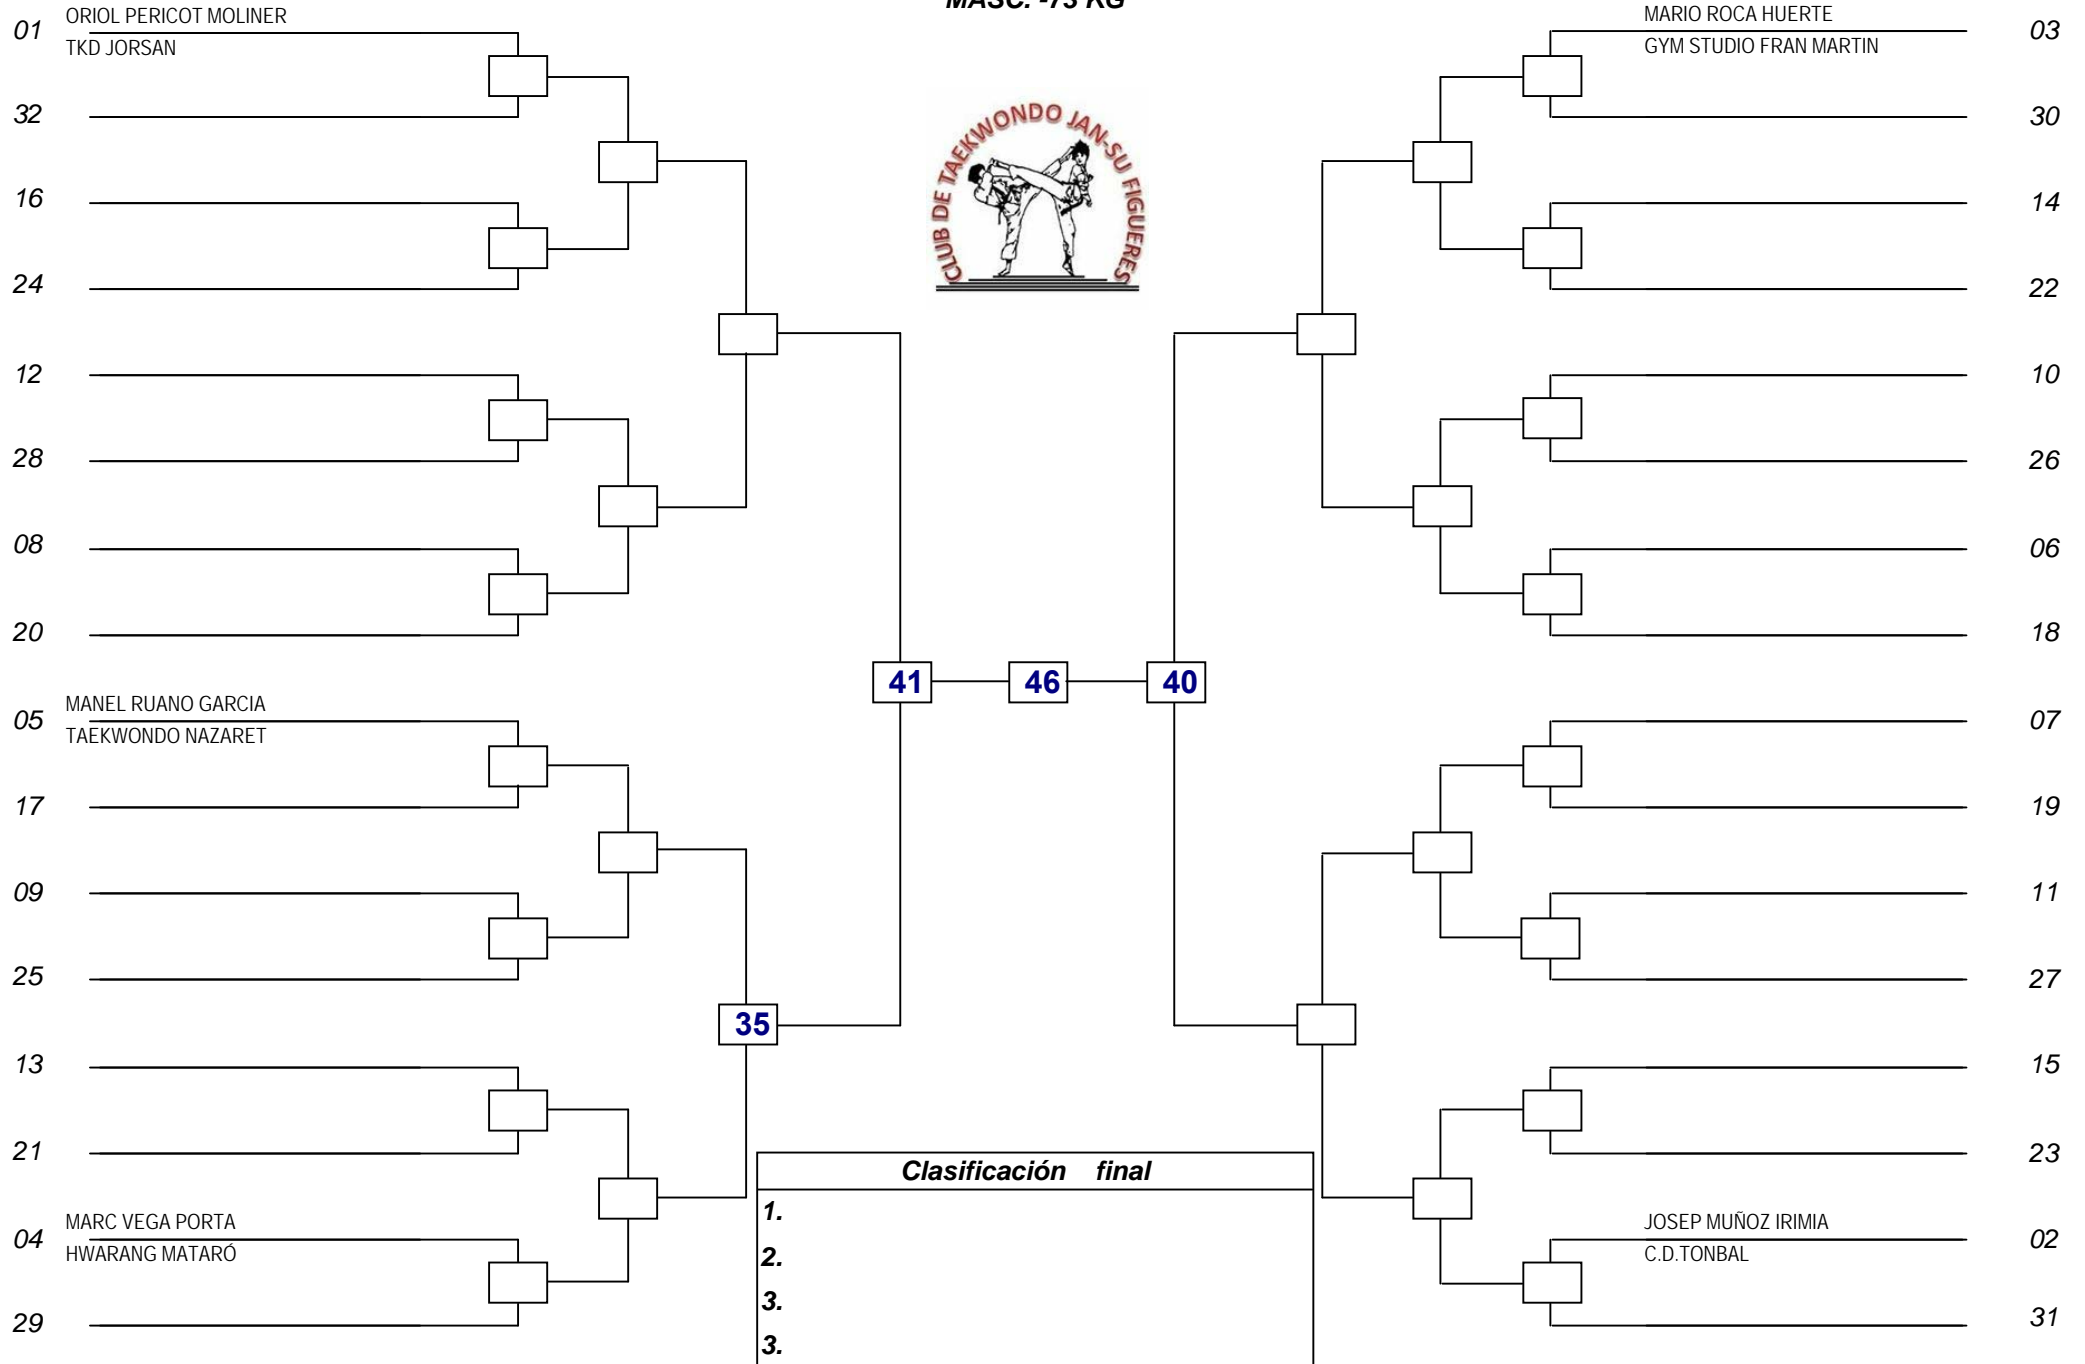 MASC. -73 KG
01 ORIOL PERICOT MOLINER
TKD JORSAN
32
16
24
12
28
08
20
05 MANEL RUANO GARCIA
TAEKWONDO NAZARET
17
09
25
13
21
04 MARC VEGA PORTA
HWARANG MATARÓ
29
CLUB DE TAEKWONDO JAN-SU FIGUERES
41 46 40
35
Clasificación final
1.
2.
3.
3.
MARIO ROCA HUERTE 03
GYM STUDIO FRAN MARTIN
30
14
22
10
26
06
18
07
19
11
27
15
23
JOSEP MUÑOZ IRIMIA 02
C.D.TONBAL
31